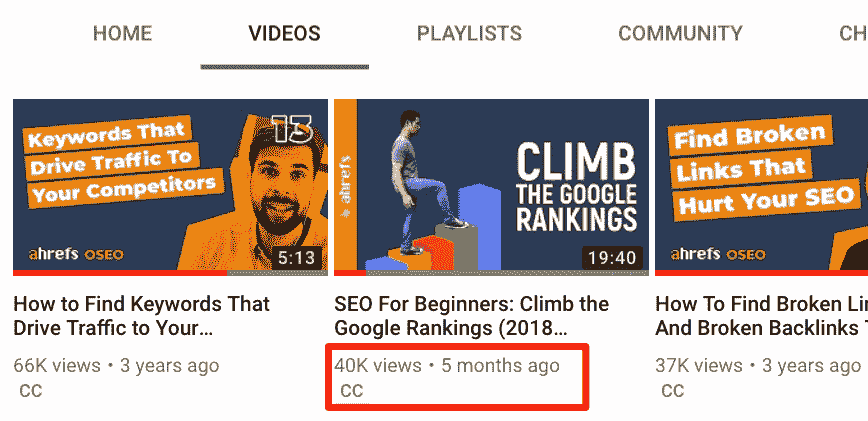 HOME VIDEOS PLAYLISTS COMMUNITY CH
Keywords That
Drive Traffic To
Your Competitors
13
ahrefs OSEO
5:13
How to Find Keywords That
Drive Traffic to Your...
66K views • 3 years ago
CC
ahrefs
CLIMB
THE GOOGLE
RANKINGS
19:40
SEO For Beginners: Climb the
Google Rankings (2018...
40K views • 5 months ago
CC
Find Broken
Links That
Hurt Your SEO
ahrefs OSEO
How To Find Broken Lin
And Broken Backlinks T
37K views • 3 years ago
CC